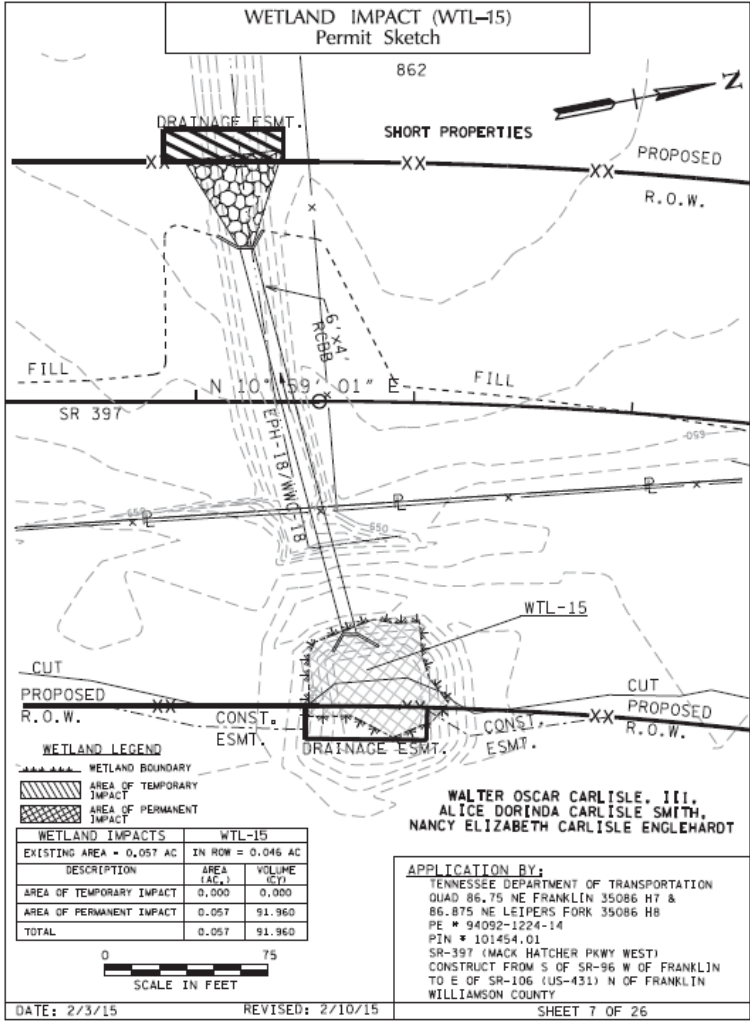 WETLAND IMPACT (WTL-15)
Permit Sketch
862
N
DRAINAGE ESMT.
SHORT PROPERTIES
PROPOSED
R.O.W.
6'x4'
RCBB
FILL
N 10° 59' 01" E
FILL
SR 397
EPH-18/WWC-18
650
650
650
WTL-15
CUT
CUT
PROPOSED
R.O.W.
PROPOSED
R.O.W.
CONST.
ESMT.
CONST.
ESMT.
DRAINAGE ESMT.
WETLAND LEGEND
WETLAND BOUNDARY
AREA OF TEMPORARY
IMPACT
AREA OF PERMANENT
IMPACT
WALTER OSCAR CARLISLE, III,
ALICE DORINDA CARLISLE SMITH,
NANCY ELIZABETH CARLISLE ENGLEHARDT
WETLAND IMPACTS WTL-15
EXISTING AREA = 0.057 AC IN ROW = 0.046 AC
DESCRIPTION AREA (AC.) VOLUME (CY)
AREA OF TEMPORARY IMPACT 0.000 0.000
AREA OF PERMANENT IMPACT 0.057 91.960
TOTAL 0.057 91.960
0 75
SCALE IN FEET
APPLICATION BY:
TENNESSEE DEPARTMENT OF TRANSPORTATION
QUAD 86.75 NE FRANKLIN 35086 H7 &
86.875 NE LEIPERS FORK 35086 H8
PE # 94092-1224-14
PIN # 101454.01
SR-397 (MACK HATCHER PKWY WEST)
CONSTRUCT FROM S OF SR-96 W OF FRANKLIN
TO E OF SR-106 (US-431) N OF FRANKLIN
WILLIAMSON COUNTY
DATE: 2/3/15 REVISED: 2/10/15 SHEET 7 OF 26